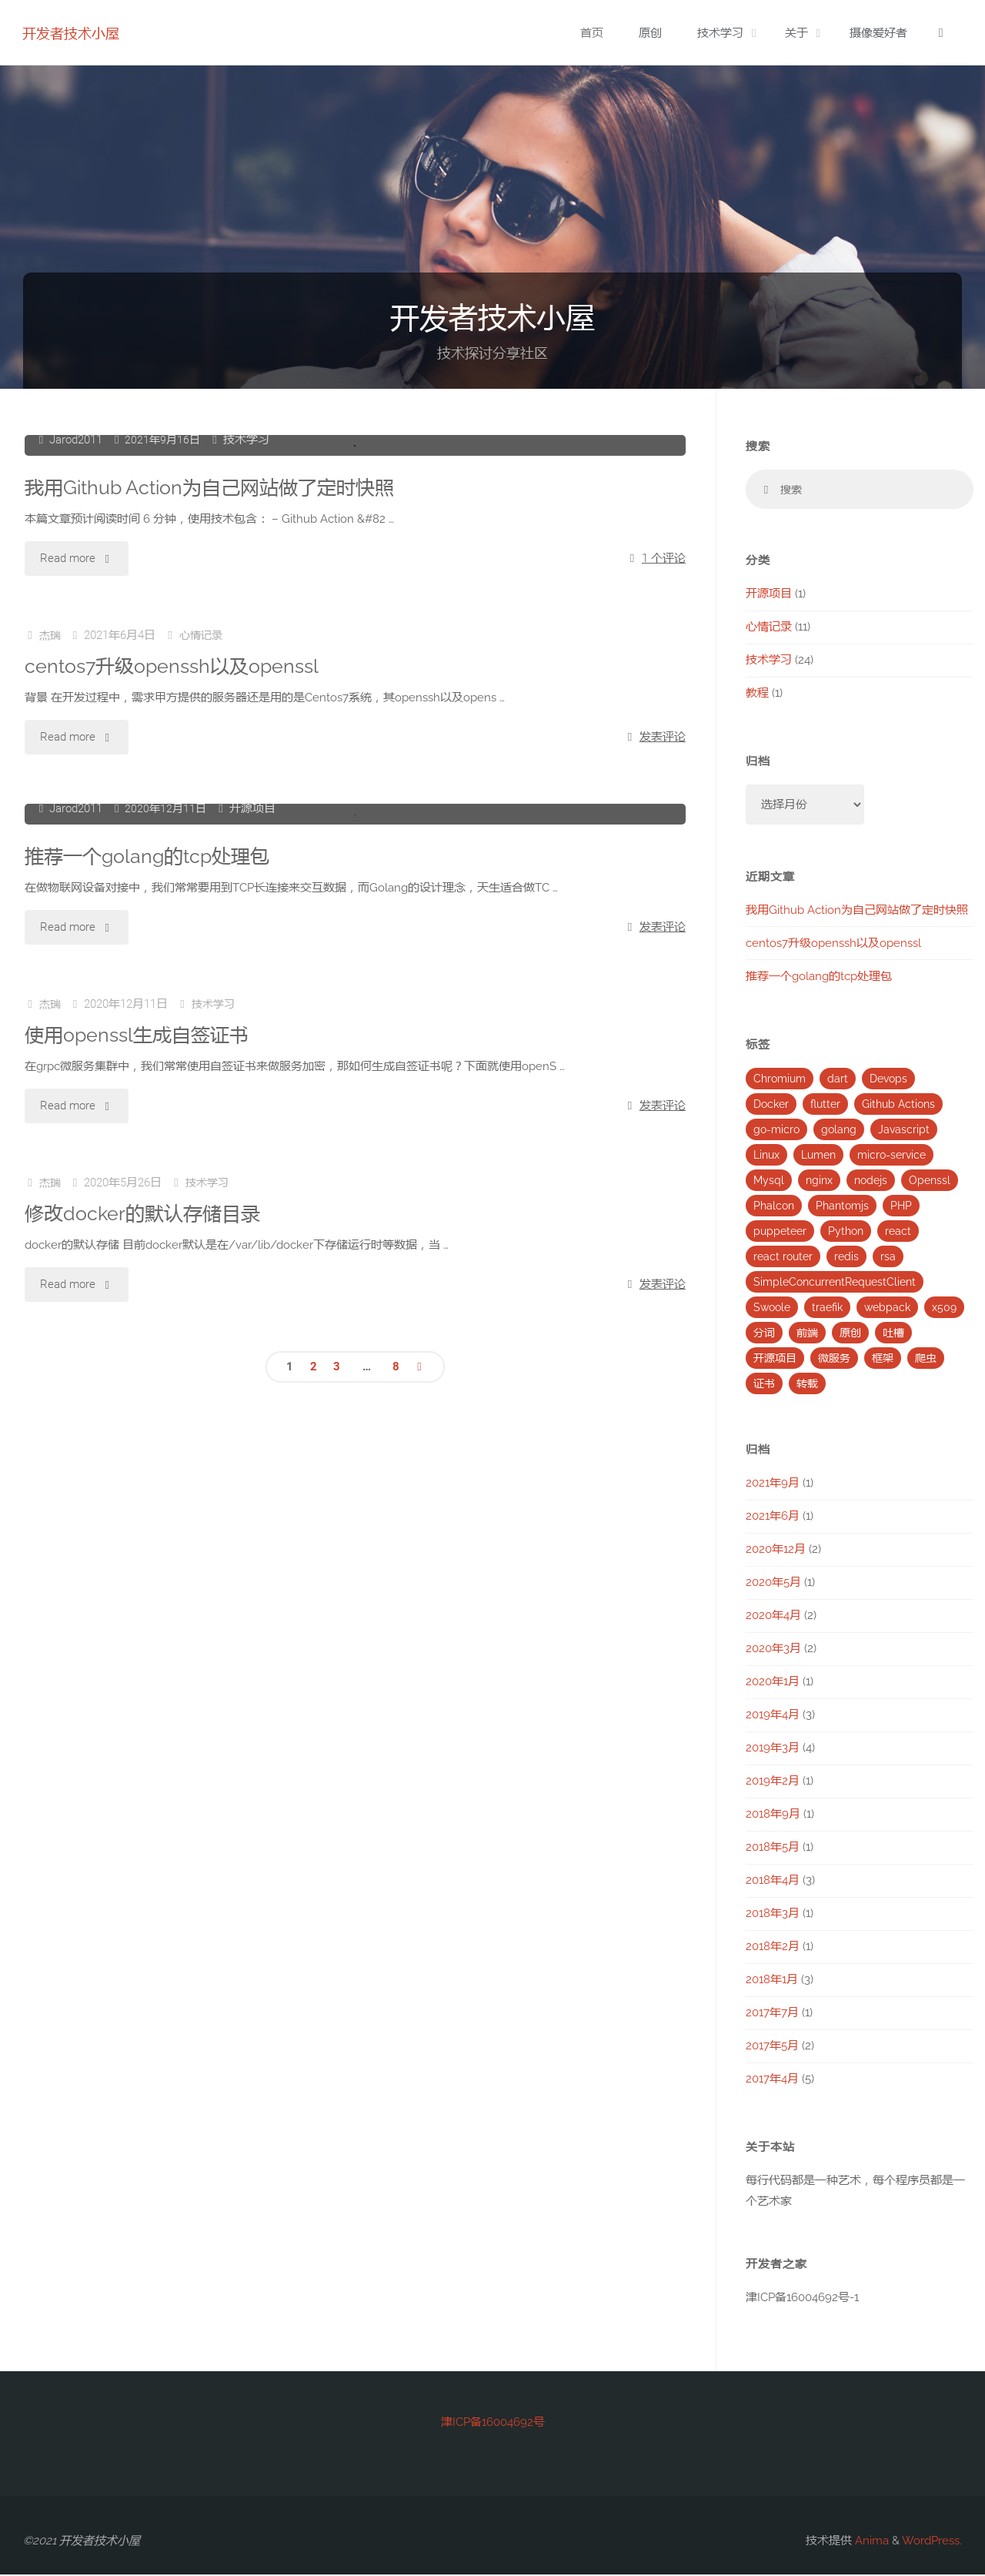 开发者技术小屋
首页 原创 技术学习 关于 摄像爱好者
开发者技术小屋
技术探讨分享社区
Jarod2011 2021年9月16日 技术学习
我用Github Action为自己网站做了定时快照
本篇文章预计阅读时间 6 分钟，使用技术包含： – Github Action &#82 …
Read more
1 个评论
杰瑞 2021年6月4日 心情记录
centos7升级openssh以及openssl
背景 在开发过程中，需求甲方提供的服务器还是用的是Centos7系统，其openssh以及opens …
Read more
发表评论
Jarod2011 2020年12月11日 开源项目
推荐一个golang的tcp处理包
在做物联网设备对接中，我们常常要用到TCP长连接来交互数据，而Golang的设计理念，天生适合做TC …
Read more
发表评论
杰瑞 2020年12月11日 技术学习
使用openssl生成自签证书
在grpc微服务集群中，我们常常使用自签证书来做服务加密，那如何生成自签证书呢？下面就使用openS …
Read more
发表评论
杰瑞 2020年5月26日 技术学习
修改docker的默认存储目录
docker的默认存储 目前docker默认是在/var/lib/docker下存储运行时等数据，当 …
Read more
发表评论
1 2 3 … 8
搜索
搜索
分类
开源项目 (1)
心情记录 (11)
技术学习 (24)
教程 (1)
归档
选择月份
近期文章
我用Github Action为自己网站做了定时快照
centos7升级openssh以及openssl
推荐一个golang的tcp处理包
标签
Chromium dart Devops
Docker flutter Github Actions
go-micro golang Javascript
Linux Lumen micro-service
Mysql nginx nodejs Openssl
Phalcon Phantomjs PHP
puppeteer Python react
react router redis rsa
SimpleConcurrentRequestClient
Swoole traefik webpack x509
分词 前端 原创 吐槽
开源项目 微服务 框架 爬虫
证书 转载
归档
2021年9月 (1)
2021年6月 (1)
2020年12月 (2)
2020年5月 (1)
2020年4月 (2)
2020年3月 (2)
2020年1月 (1)
2019年4月 (3)
2019年3月 (4)
2019年2月 (1)
2018年9月 (1)
2018年5月 (1)
2018年4月 (3)
2018年3月 (1)
2018年2月 (1)
2018年1月 (3)
2017年7月 (1)
2017年5月 (2)
2017年4月 (5)
关于本站
每行代码都是一种艺术，每个程序员都是一
个艺术家
开发者之家
津ICP备16004692号-1
津ICP备16004692号
©2021 开发者技术小屋
技术提供 Anima & WordPress.